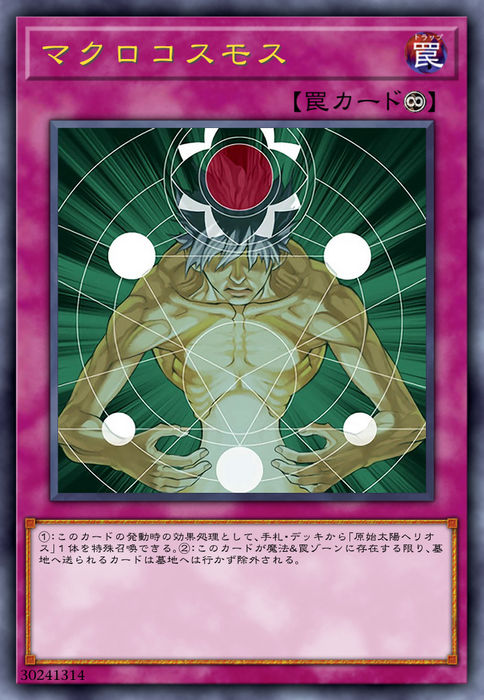 マクロコスモス
トラップ
罠
【罠カード♾】
①:このカードの発動時の効果処理として、手札・デッキから「原始太陽ヘリオ
ス」1体を特殊召喚できる。②:このカードが魔法&罠ゾーンに存在する限り、墓
地へ送られるカードは墓地へは行かず除外される。
30241314